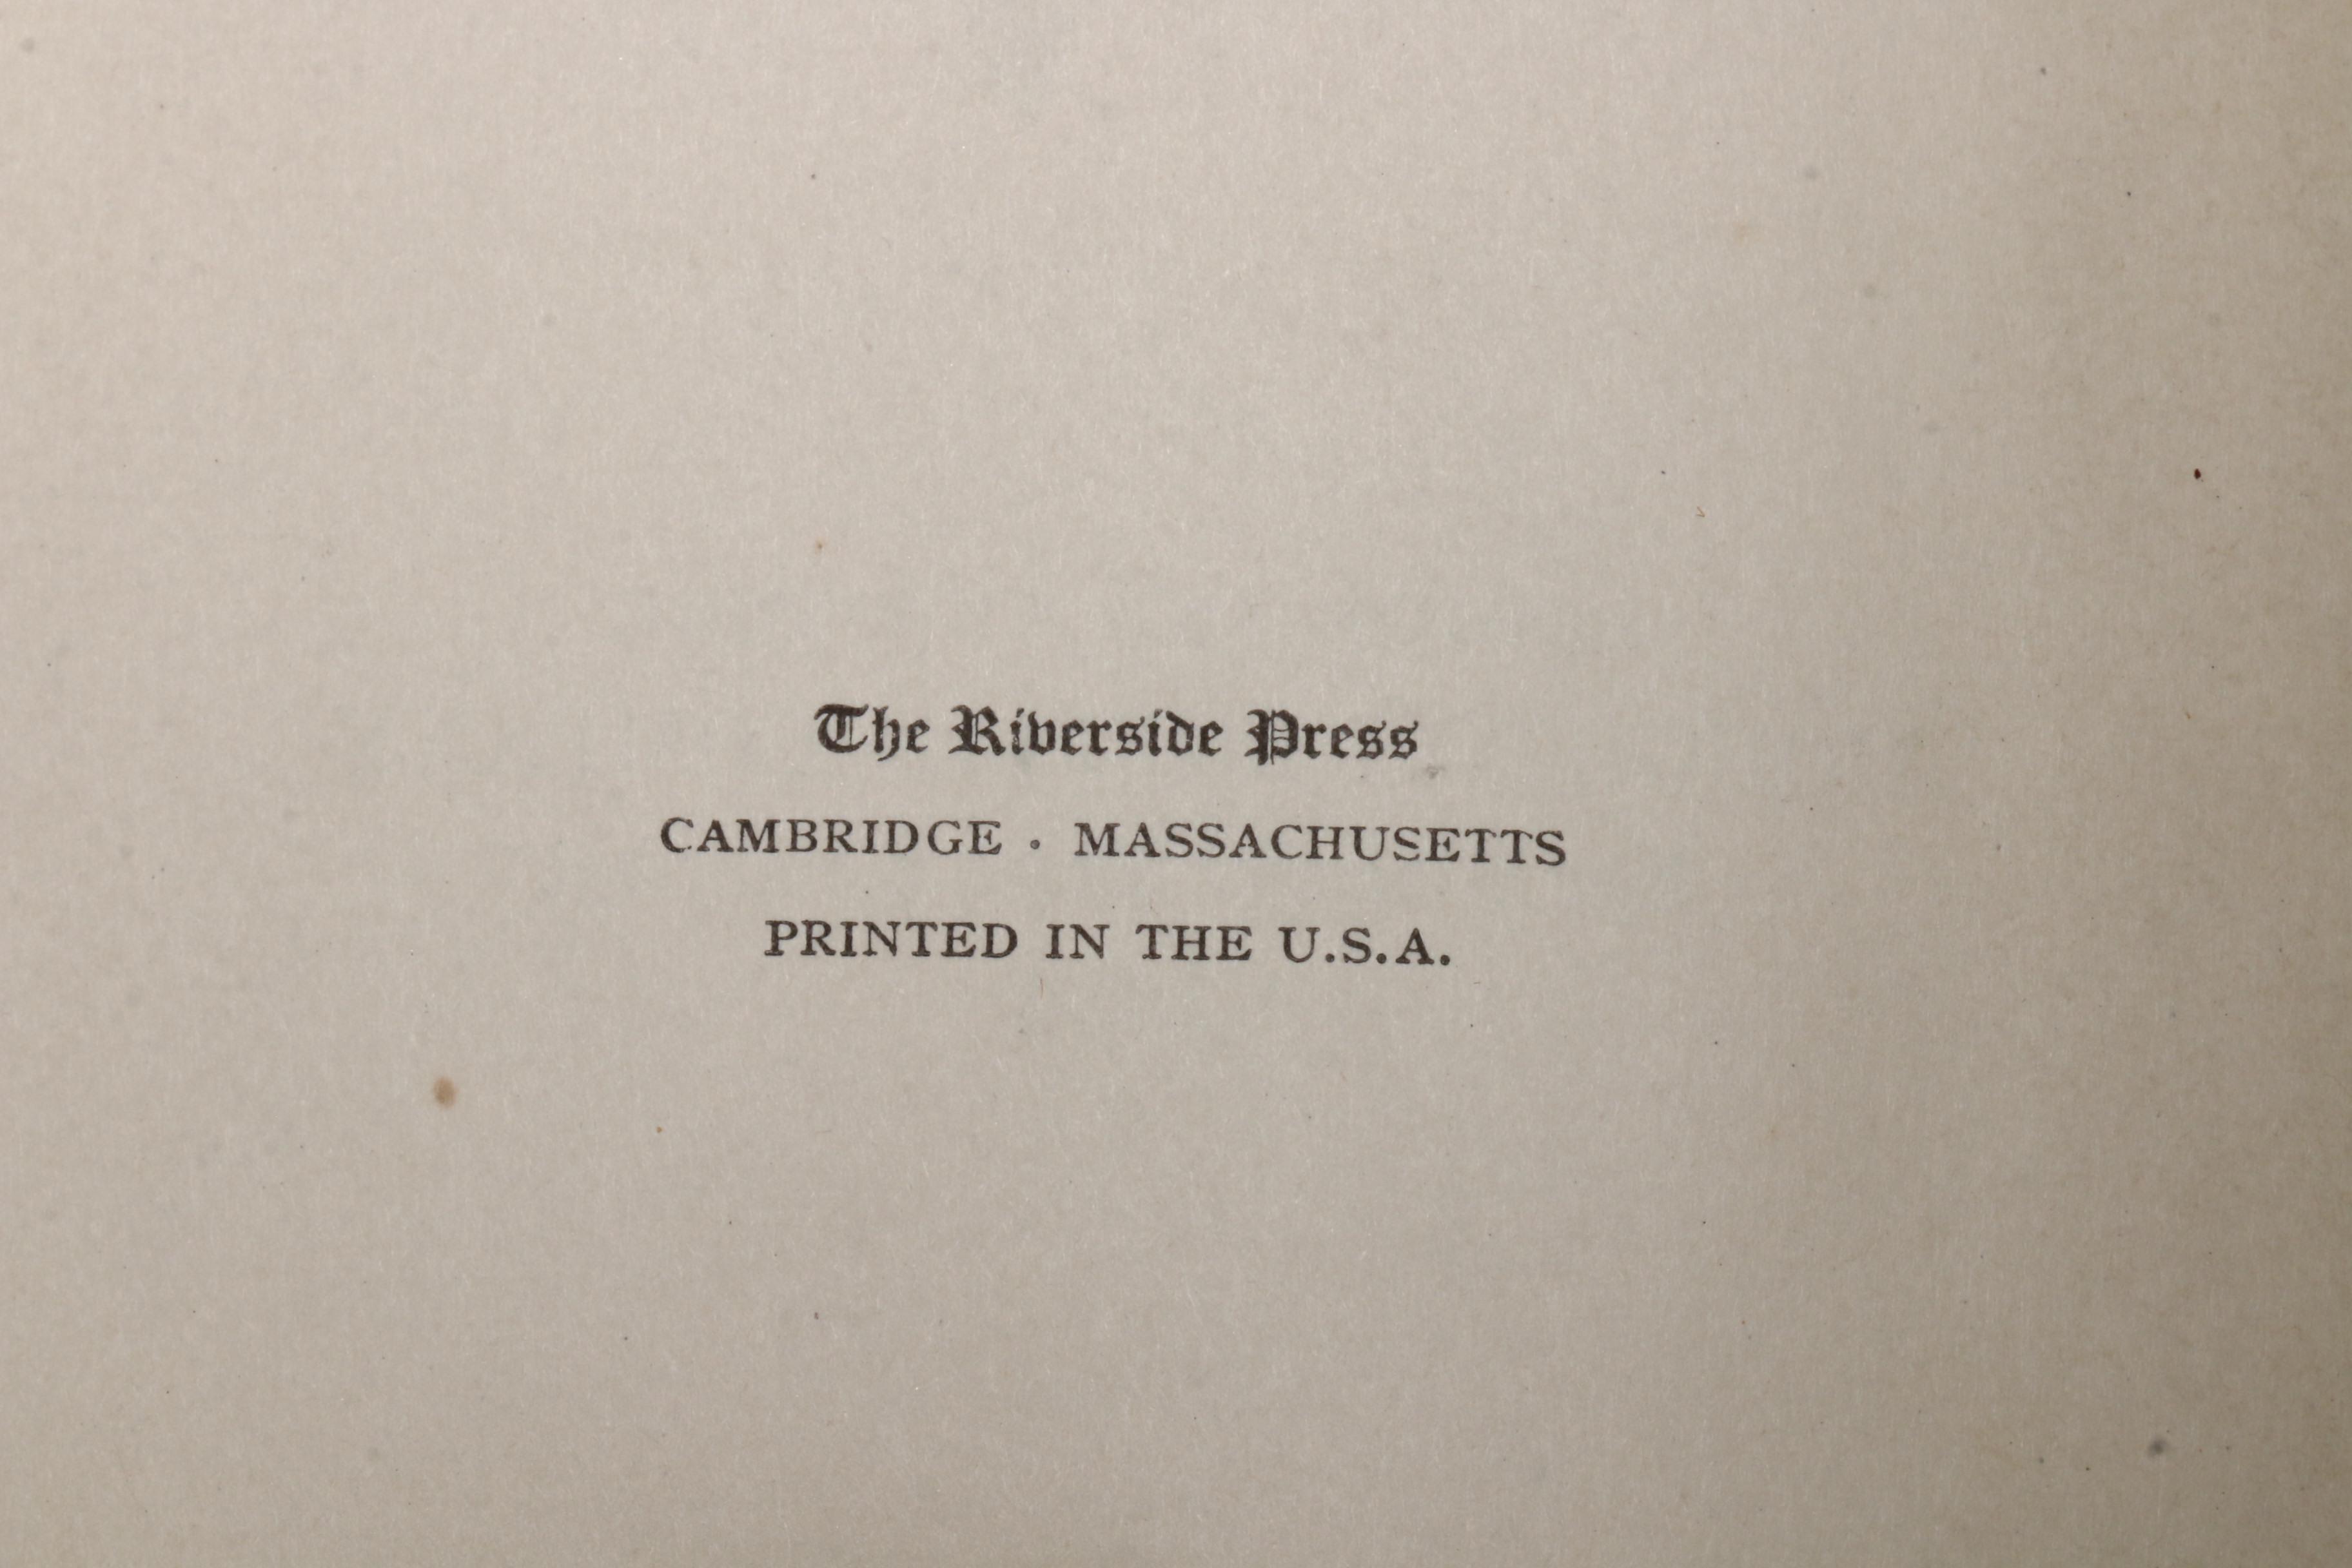 The Riverside Press
CAMBRIDGE · MASSACHUSETTS
PRINTED IN THE U.S.A.